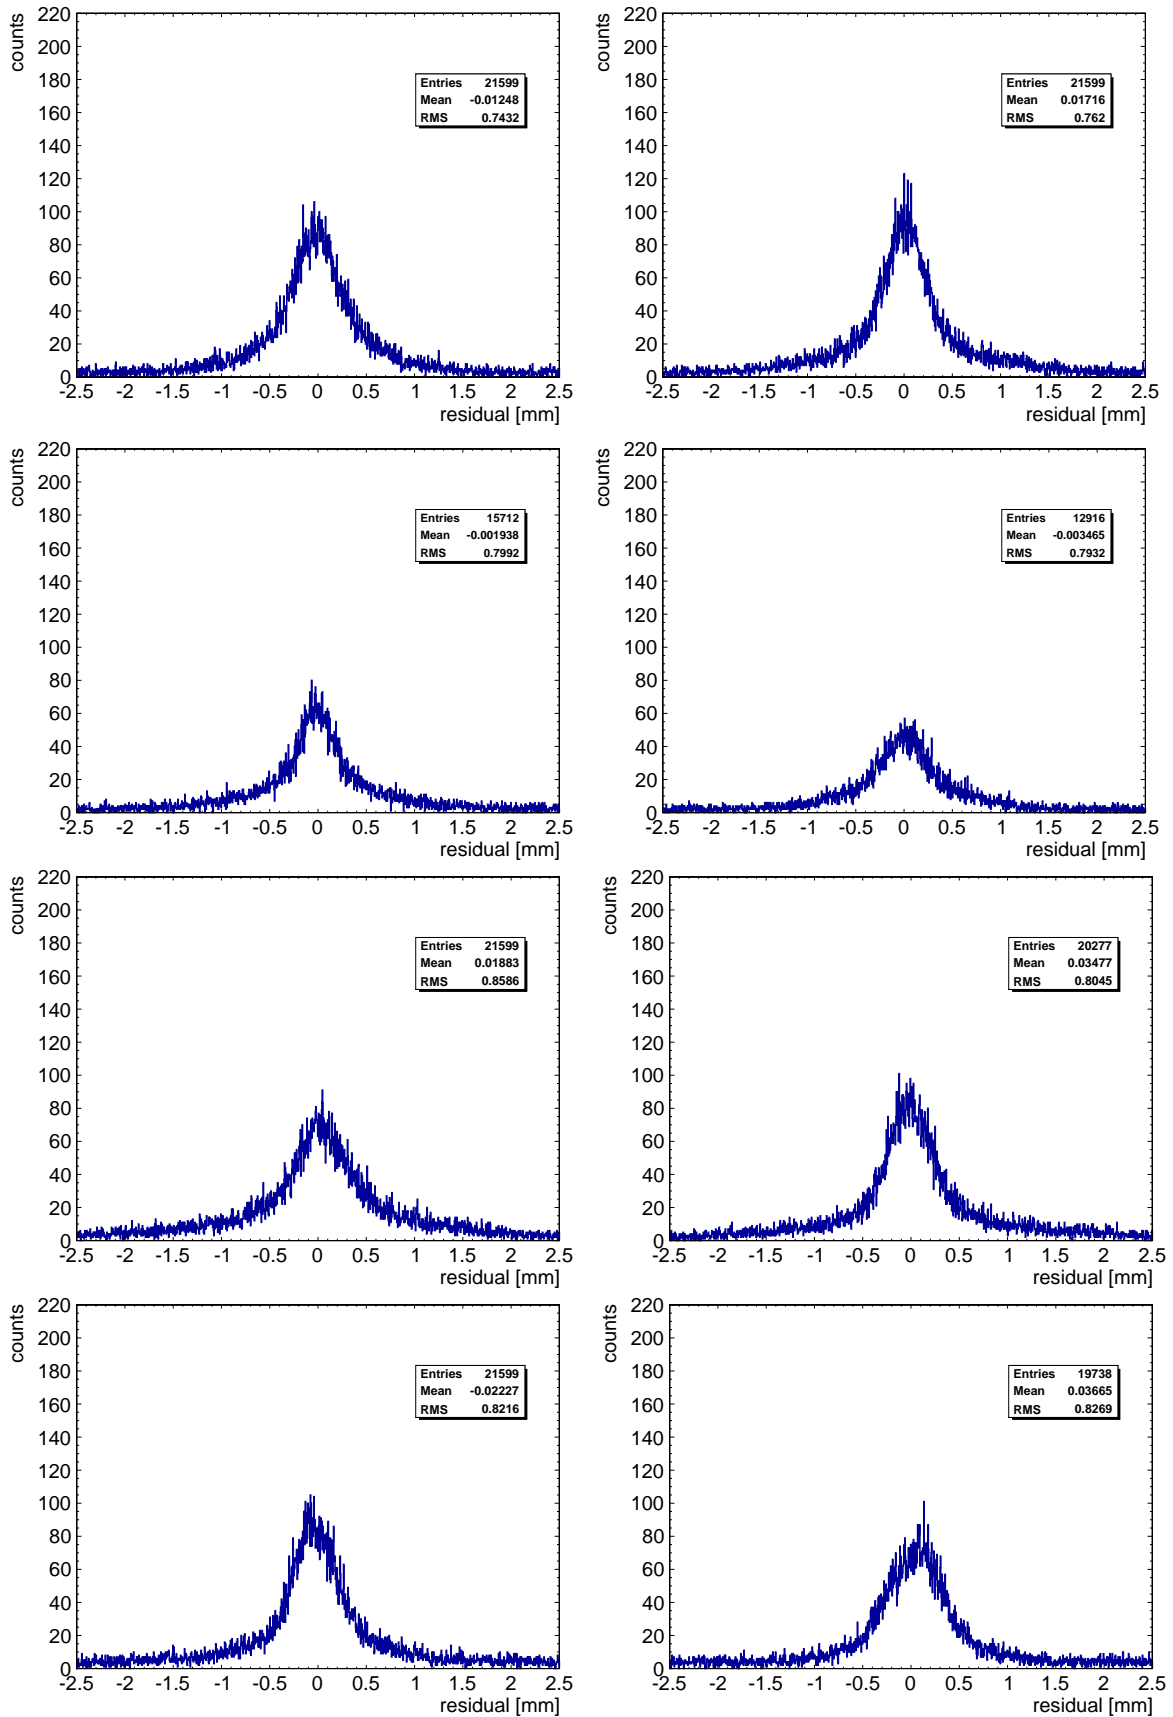 counts
220
200
180
160
140
120
100
80
60
40
20
0
Entries 21599
Mean -0.01248
RMS 0.7432
-2.5 -2 -1.5 -1 -0.5 0 0.5 1 1.5 2 2.5
residual [mm]
counts
220
200
180
160
140
120
100
80
60
40
20
0
Entries 21599
Mean 0.01716
RMS 0.762
-2.5 -2 -1.5 -1 -0.5 0 0.5 1 1.5 2 2.5
residual [mm]
counts
220
200
180
160
140
120
100
80
60
40
20
0
Entries 15712
Mean -0.001938
RMS 0.7992
-2.5 -2 -1.5 -1 -0.5 0 0.5 1 1.5 2 2.5
residual [mm]
counts
220
200
180
160
140
120
100
80
60
40
20
0
Entries 12916
Mean -0.003465
RMS 0.7932
-2.5 -2 -1.5 -1 -0.5 0 0.5 1 1.5 2 2.5
residual [mm]
counts
220
200
180
160
140
120
100
80
60
40
20
0
Entries 21599
Mean 0.01883
RMS 0.8586
-2.5 -2 -1.5 -1 -0.5 0 0.5 1 1.5 2 2.5
residual [mm]
counts
220
200
180
160
140
120
100
80
60
40
20
0
Entries 20277
Mean 0.03477
RMS 0.8045
-2.5 -2 -1.5 -1 -0.5 0 0.5 1 1.5 2 2.5
residual [mm]
counts
220
200
180
160
140
120
100
80
60
40
20
0
Entries 21599
Mean -0.02227
RMS 0.8216
-2.5 -2 -1.5 -1 -0.5 0 0.5 1 1.5 2 2.5
residual [mm]
counts
220
200
180
160
140
120
100
80
60
40
20
0
Entries 19738
Mean 0.03665
RMS 0.8269
-2.5 -2 -1.5 -1 -0.5 0 0.5 1 1.5 2 2.5
residual [mm]